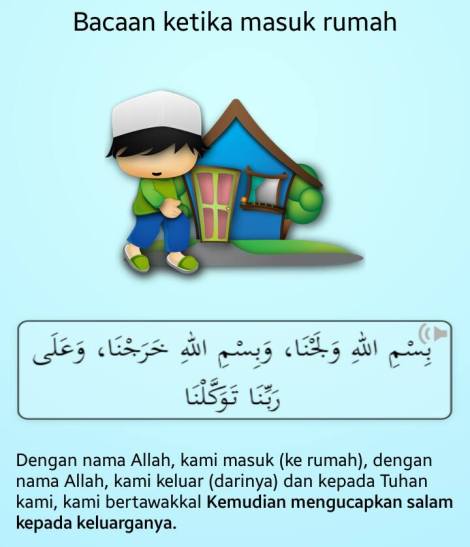 Bacaan ketika masuk rumah
بِسْمِ اللهِ وَلَجْنَا، وَبِسْمِ اللهِ خَرَجْنَا، وَعَلَى
رَبِّنَا تَوَكَّلْنَا
Dengan nama Allah, kami masuk (ke rumah), dengan
nama Allah, kami keluar (darinya) dan kepada Tuhan
kami, kami bertawakkal Kemudian mengucapkan salam
kepada keluarganya.